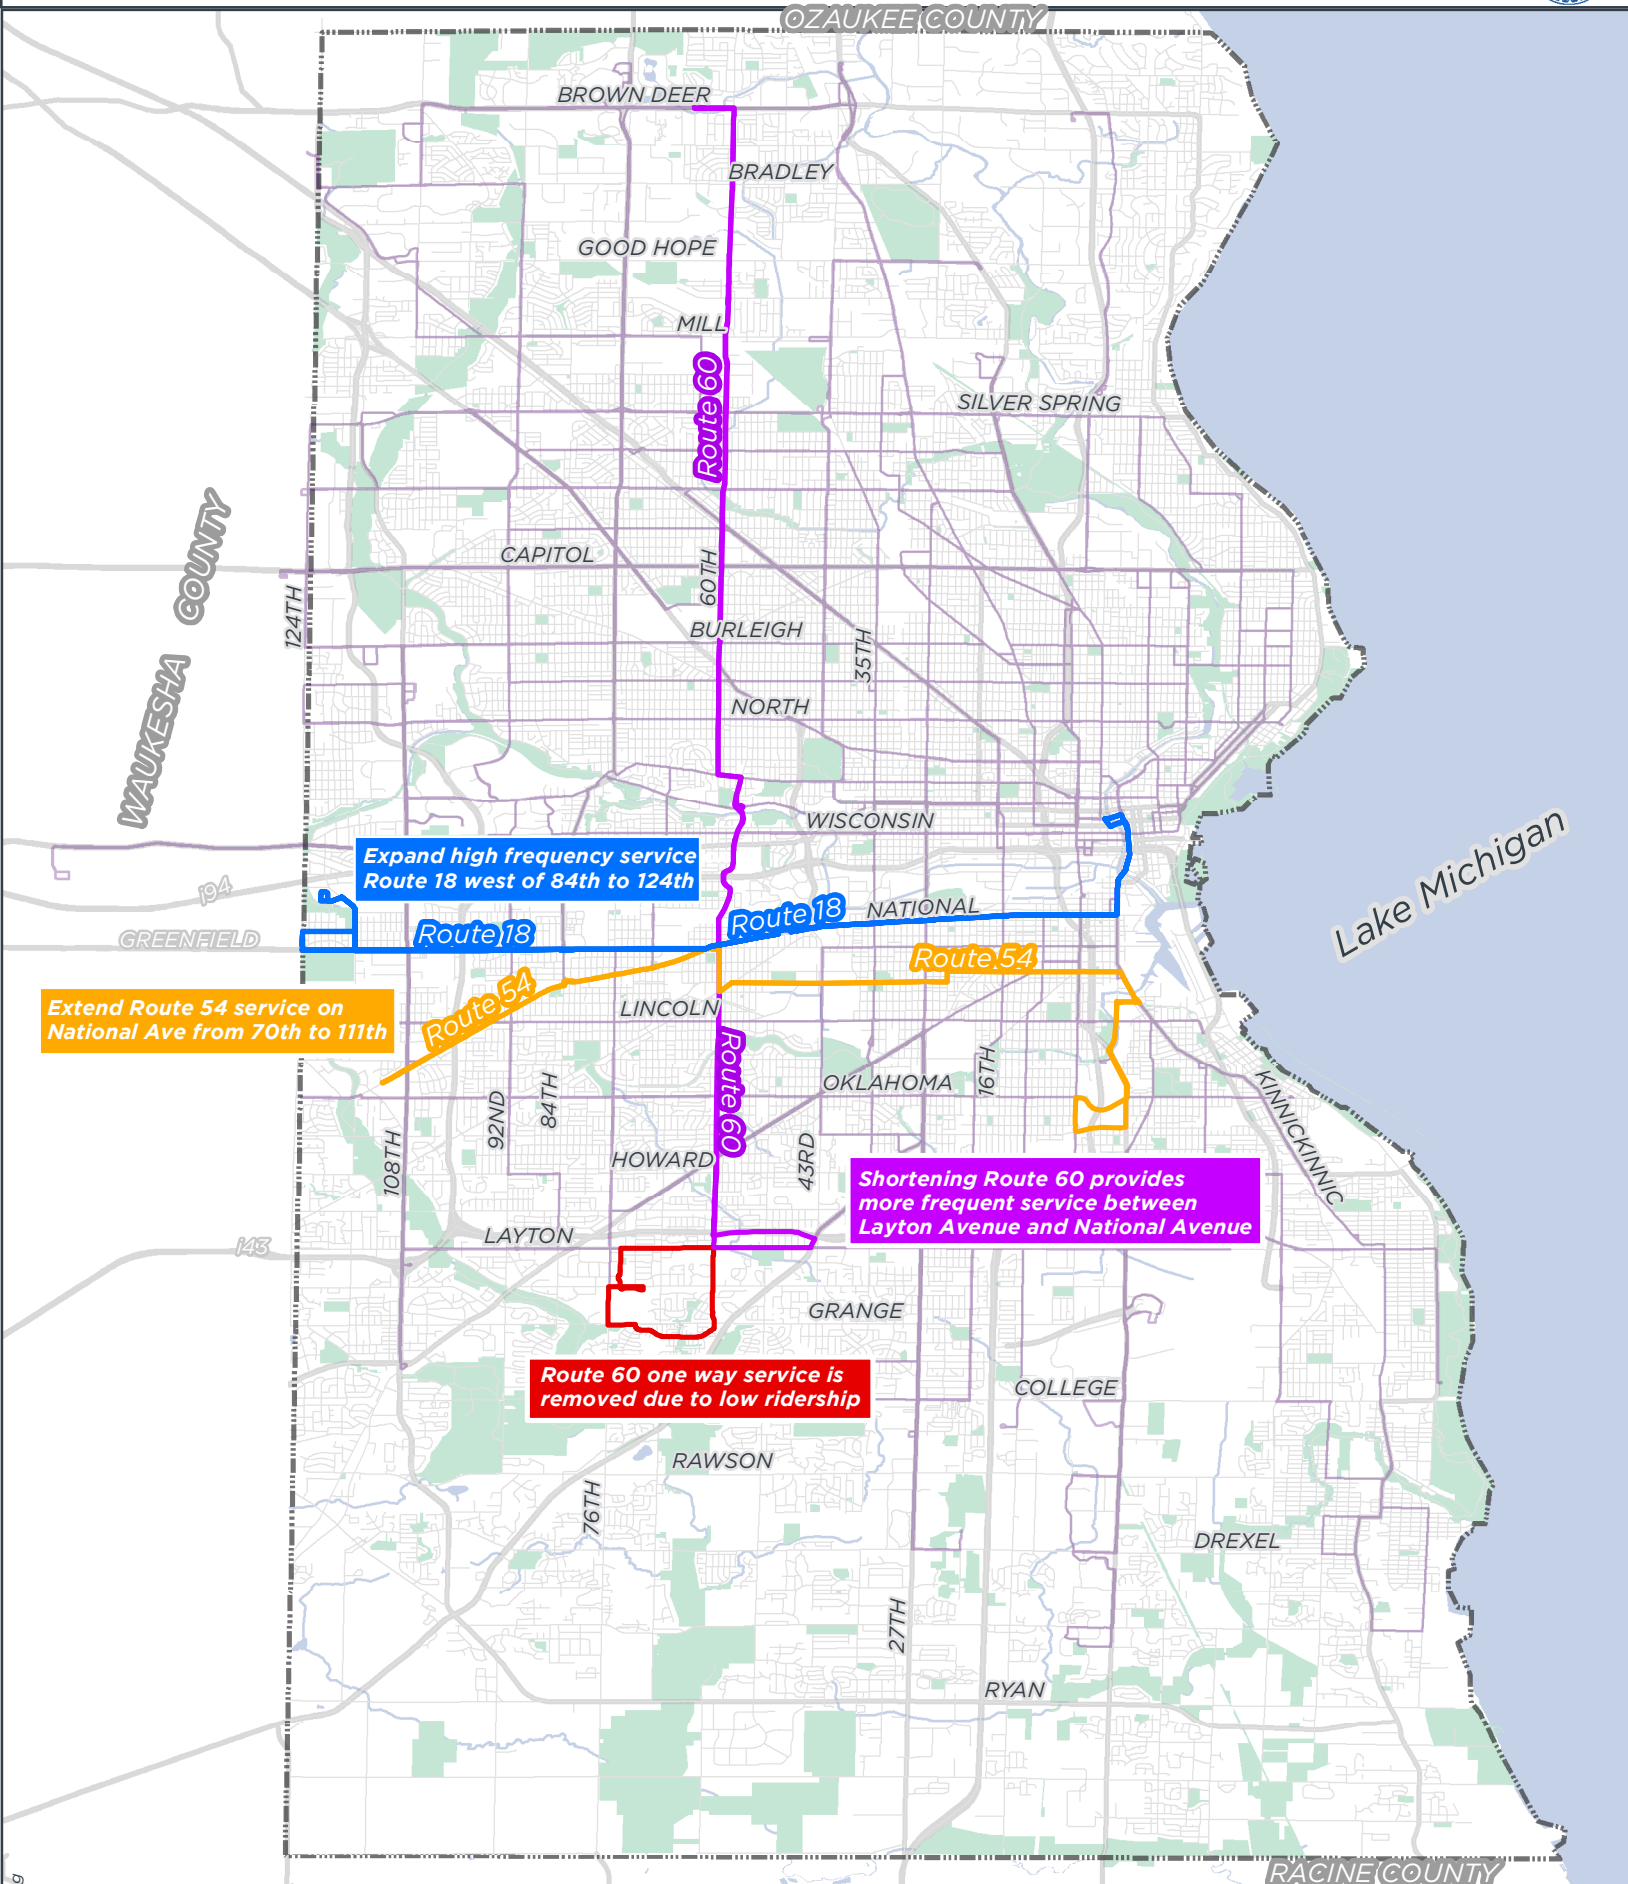 OZAUKEE COUNTY
BROWN DEER
BRADLEY
GOOD HOPE
MILL
Route 60
SILVER SPRING
WAUKESHA COUNTY
CAPITOL
60TH
124TH
BURLEIGH
35TH
NORTH
WISCONSIN
Lake Michigan
Expand high frequency service
Route 18 west of 84th to 124th
i94
GREENFIELD
Route 18
Route 18
NATIONAL
Route 54
Extend Route 54 service on
National Ave from 70th to 111th
Route 54
LINCOLN
Route 60
OKLAHOMA
16TH
KINNICKINNIC
92ND
84TH
108TH
HOWARD
43RD
Shortening Route 60 provides
more frequent service between
Layton Avenue and National Avenue
LAYTON
i43
GRANGE
Route 60 one way service is
removed due to low ridership
COLLEGE
RAWSON
76TH
DREXEL
27TH
RYAN
RACINE COUNTY
g